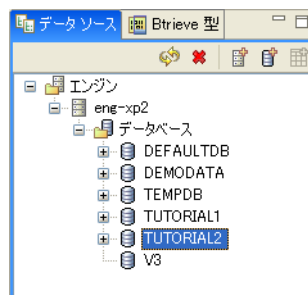 データ ソース Btrieve 型
エンジン
eng-xp2
データベース
DEFAULTDB
DEMODATA
TEMPDB
TUTORIAL1
TUTORIAL2
V3